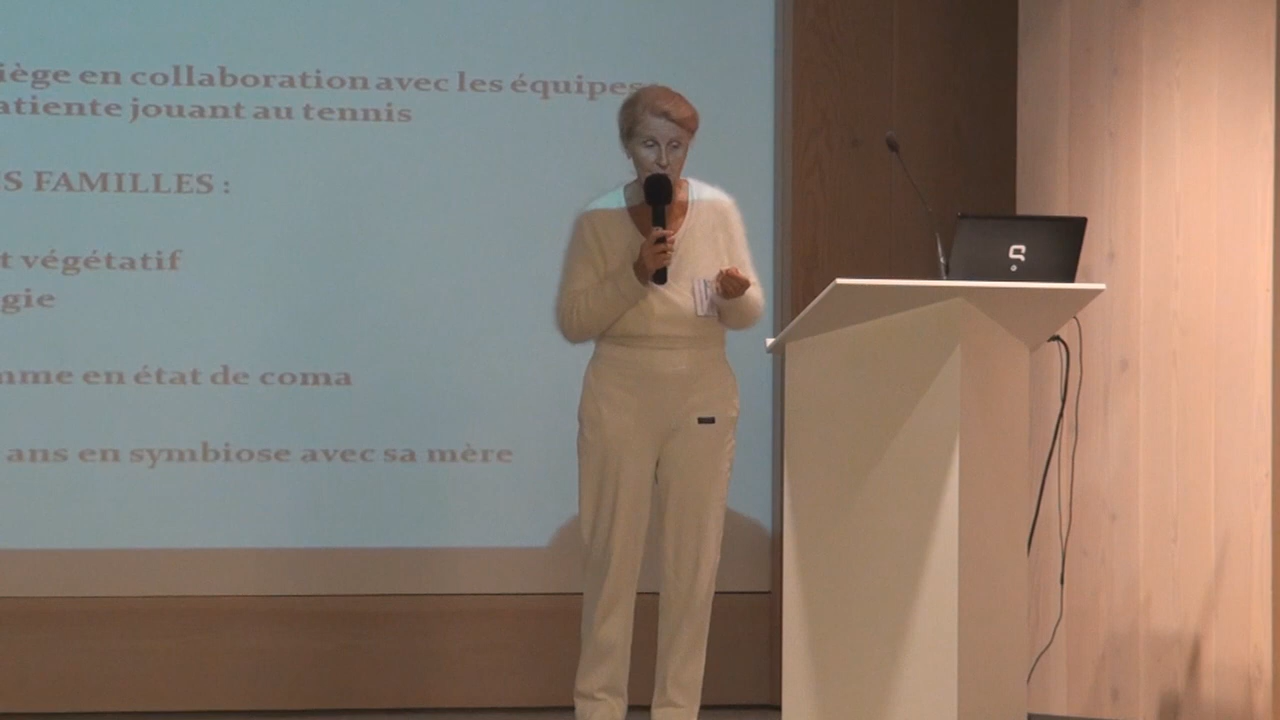 iège en collaboration avec les équipes
atiente jouant au tennis
S FAMILLES :
t végétatif
gie
mme en état de coma
ans en symbiose avec sa mère